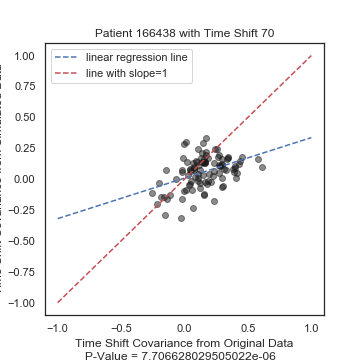 Patient 166438 with Time Shift 70
linear regression line
line with slope=1
1.00
0.75
0.50
0.25
0.00
−0.25
−0.50
−0.75
−1.00
−1.0
−0.5
0.0
0.5
1.0
Time Shift Covariance from Original Data
P-Value = 7.706628029505022e-06